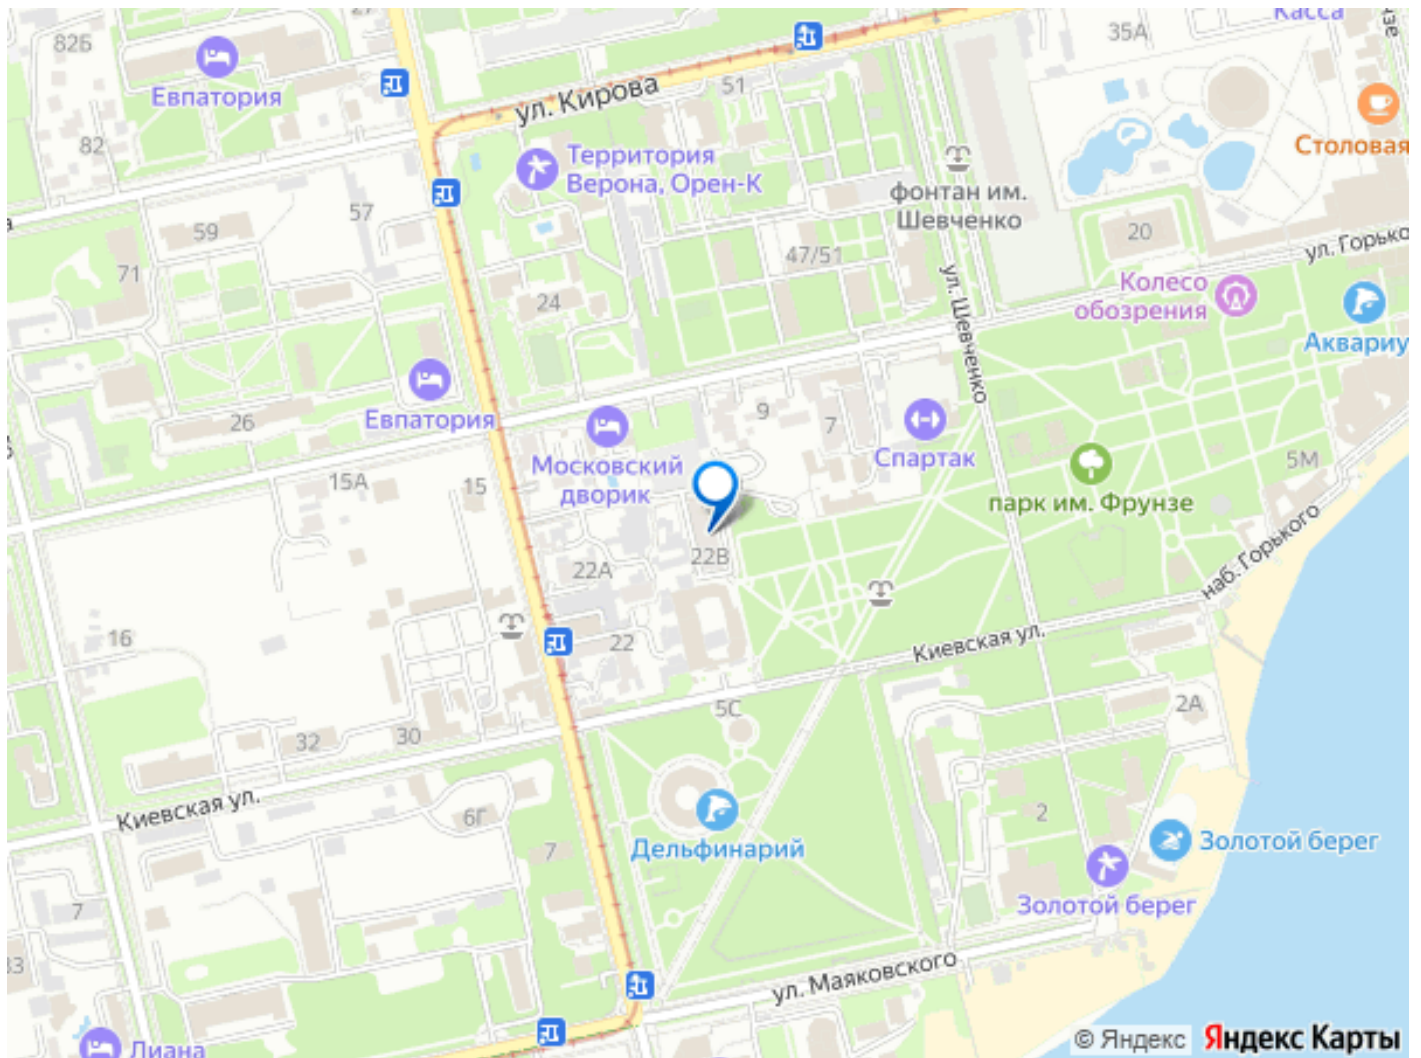 27
35А
Касса
82Б
Евпатория
ул. Кирова
51
82
Территория
Верона, Орен-К
Столовая
фонтан им.
Шевченко
57
59
20
ул. Горько
71
47/51
24
ул. Шевченко
Колесо
обозрения
Аквариу
Евпатория
26
9
7
Спартак
Московский
дворик
15А
15
5М
парк им. Фрунзе
наб. Горького
22В
22А
16
22
Киевская ул.
5С
2А
32
30
Киевская ул.
6Г
7
Дельфинарий
2
Золотой берег
Золотой берег
7
33
ул. Маяковского
Лиана
© Яндекс Яндекс Карты